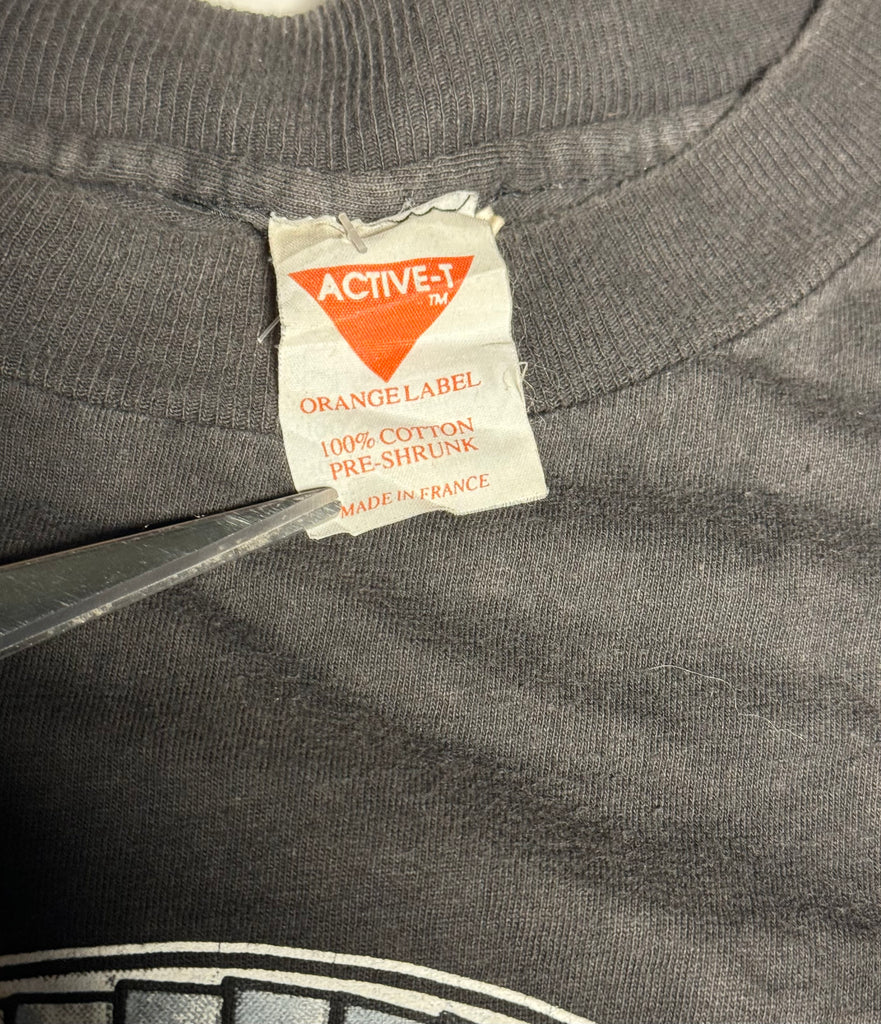 ACTIVE-T
TM
ORANGE LABEL
100% COTTON
PRE-SHRUNK
MADE IN FRANCE